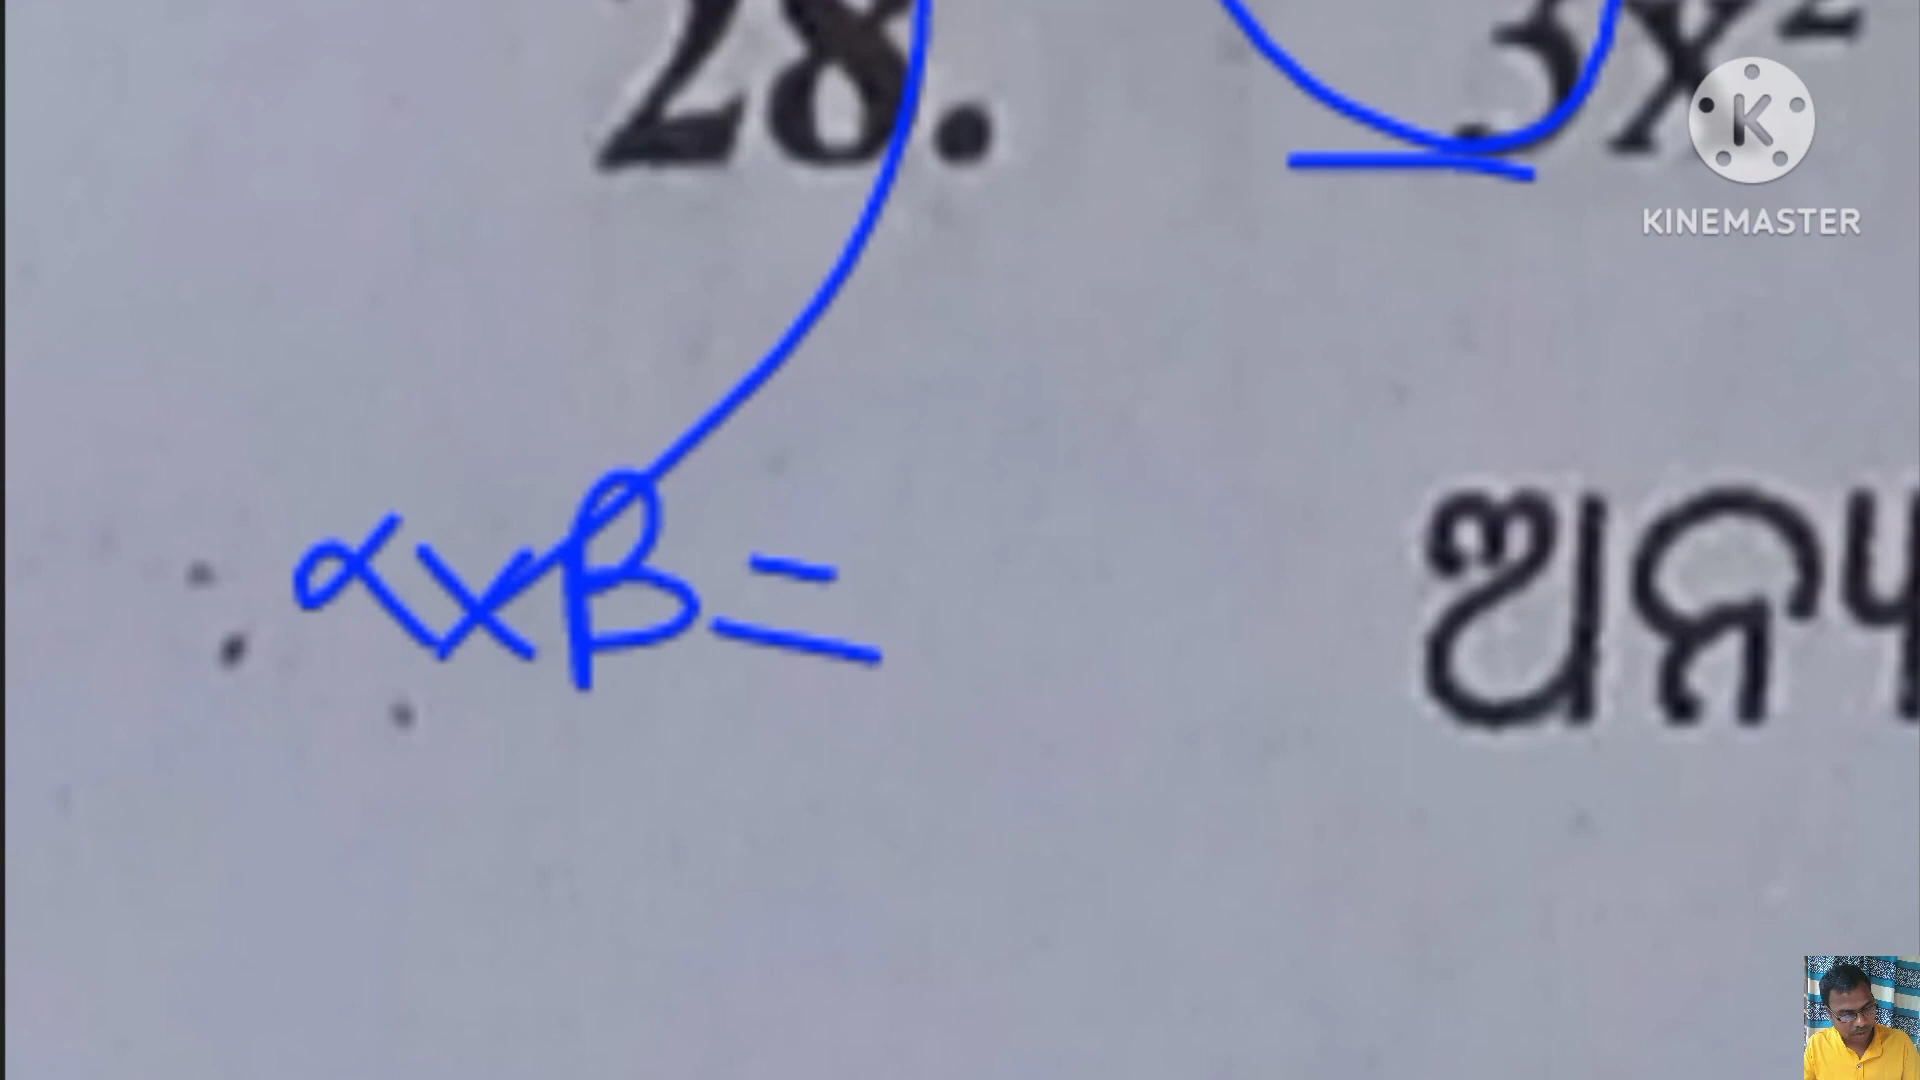 28. 3x²
K
KINEMASTER
α×β=